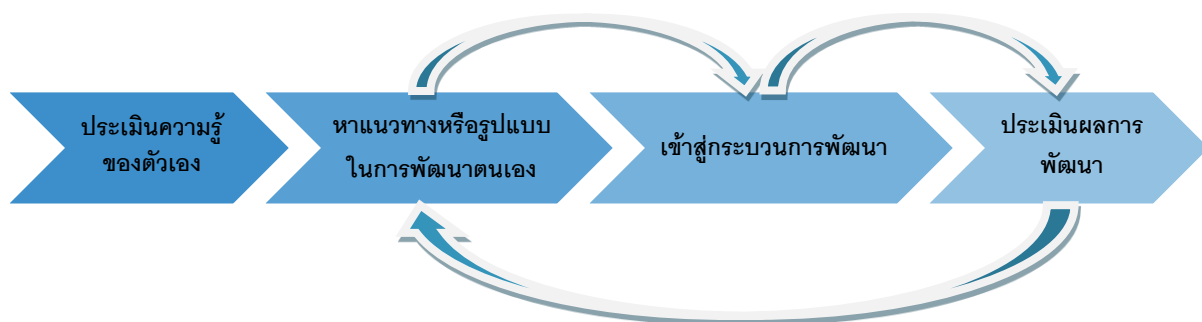 ประเมินความรู้
ของตัวเอง
หาแนวทางหรือรูปแบบ
ในการพัฒนาตนเอง
เข้าสู่กระบวนการพัฒนา
ประเมินผลการ
พัฒนา